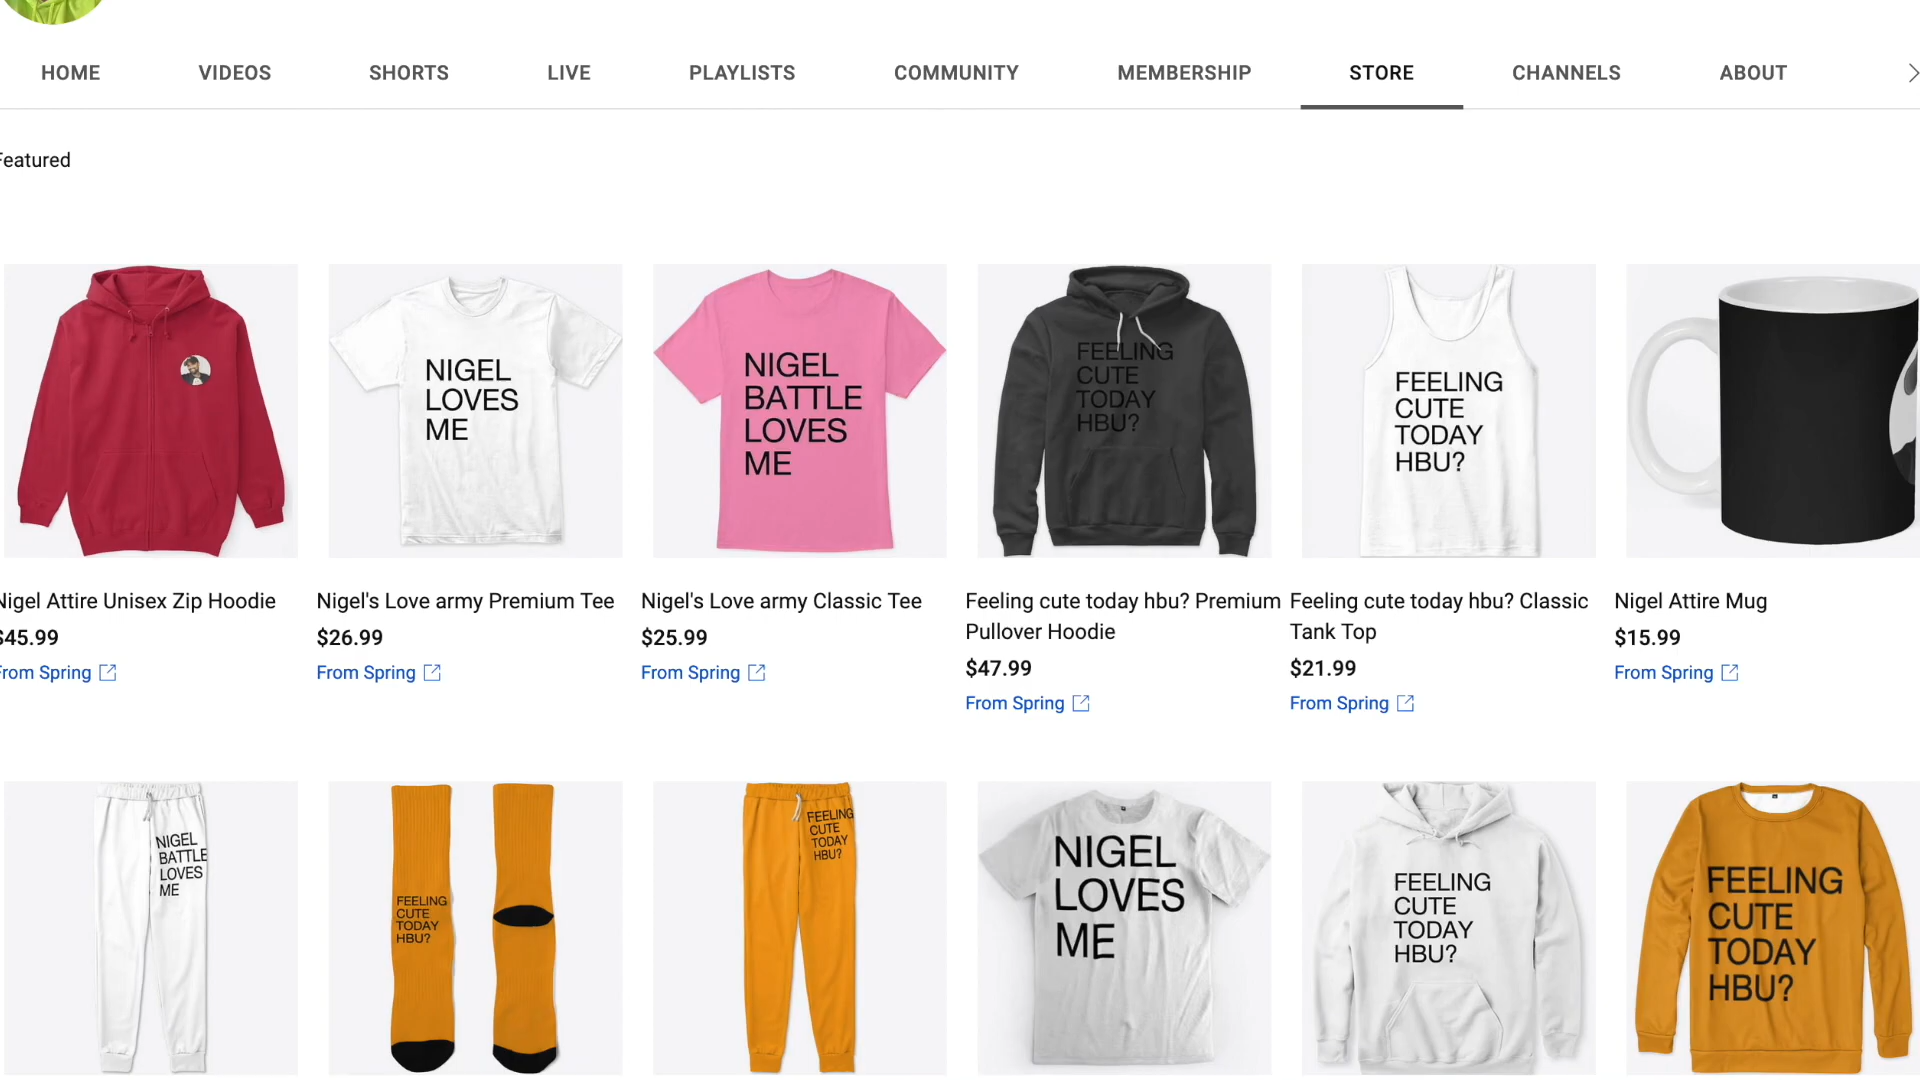 HOME VIDEOS SHORTS LIVE PLAYLISTS COMMUNITY MEMBERSHIP STORE CHANNELS ABOUT
Featured
NIGEL
LOVES
ME
NIGEL
BATTLE
LOVES
ME
FEELING
CUTE
TODAY
HBU?
FEELING
CUTE
TODAY
HBU?
Nigel Attire Unisex Zip Hoodie
$45.99
From Spring
Nigel's Love army Premium Tee
$26.99
From Spring
Nigel's Love army Classic Tee
$25.99
From Spring
Feeling cute today hbu? Premium
Pullover Hoodie
$47.99
From Spring
Feeling cute today hbu? Classic
Tank Top
$21.99
From Spring
Nigel Attire Mug
$15.99
From Spring
NIGEL
BATTLE
LOVES
ME
FEELING
CUTE
TODAY
HBU?
FEELING
CUTE
TODAY
HBU?
NIGEL
LOVES
ME
FEELING
CUTE
TODAY
HBU?
FEELING
CUTE
TODAY
HBU?